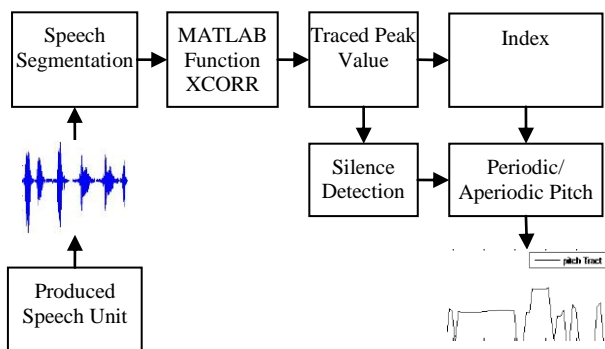 Speech
Segmentation
MATLAB
Function
XCORR
Traced Peak
Value
Index
Silence
Detection
Periodic/
Aperiodic Pitch
pitch Tract
Produced
Speech Unit